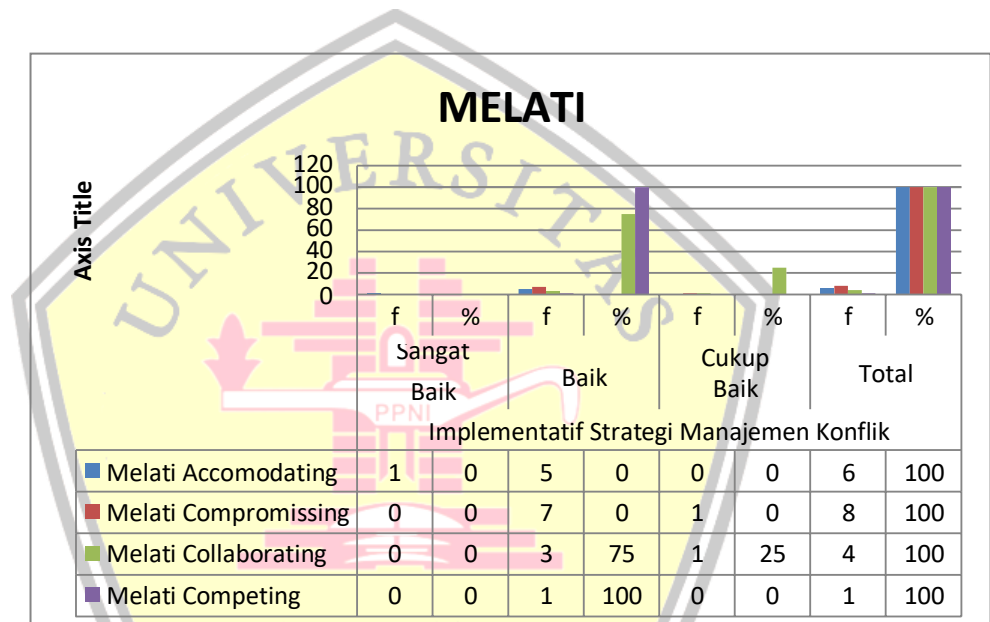 MELATI
UNIVERSITAS
PPNI
Axis Title
120
100
80
60
40
20
0
f % f % f % f %
Sangat Baik Baik Cukup Baik Total
Implementatif Strategi Manajemen Konflik
Melati Accomodating 1 0 5 0 0 0 6 100
Melati Compromissing 0 0 7 0 1 0 8 100
Melati Collaborating 0 0 3 75 1 25 4 100
Melati Competing 0 0 1 100 0 0 1 100